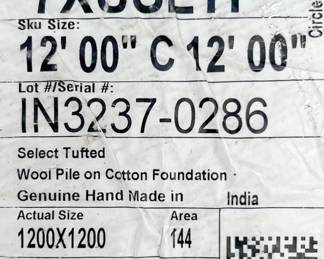 Sku Size:
12' 00" C 12' 00"
Circle
Lot #/Serial #:
IN3237-0286
Select Tufted
Wool Pile on Cotton Foundation
Genuine Hand Made in India
Actual Size Area
1200X1200 144